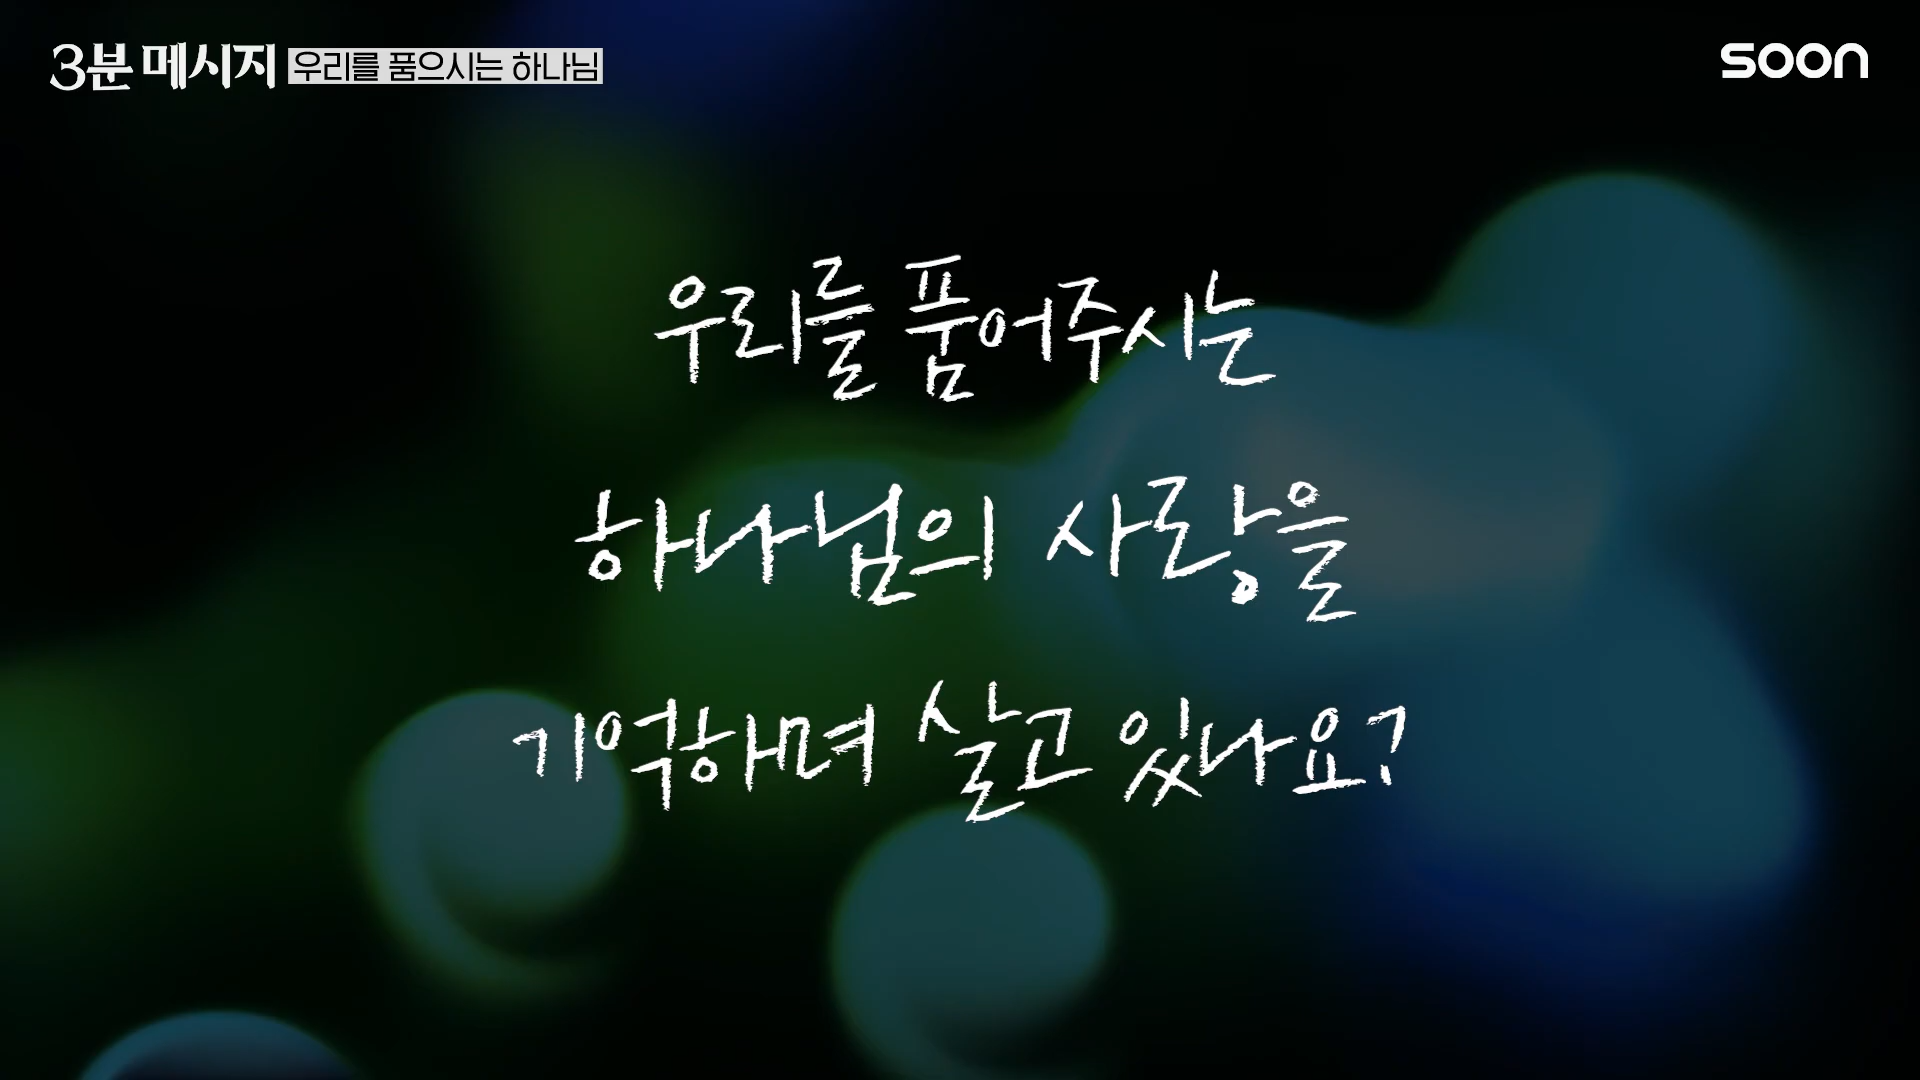 3분 메시지 우리를 품으시는 하나님
soon
우리를 품어주시는
하나님의 사랑을
기억하며 살고 있나요?